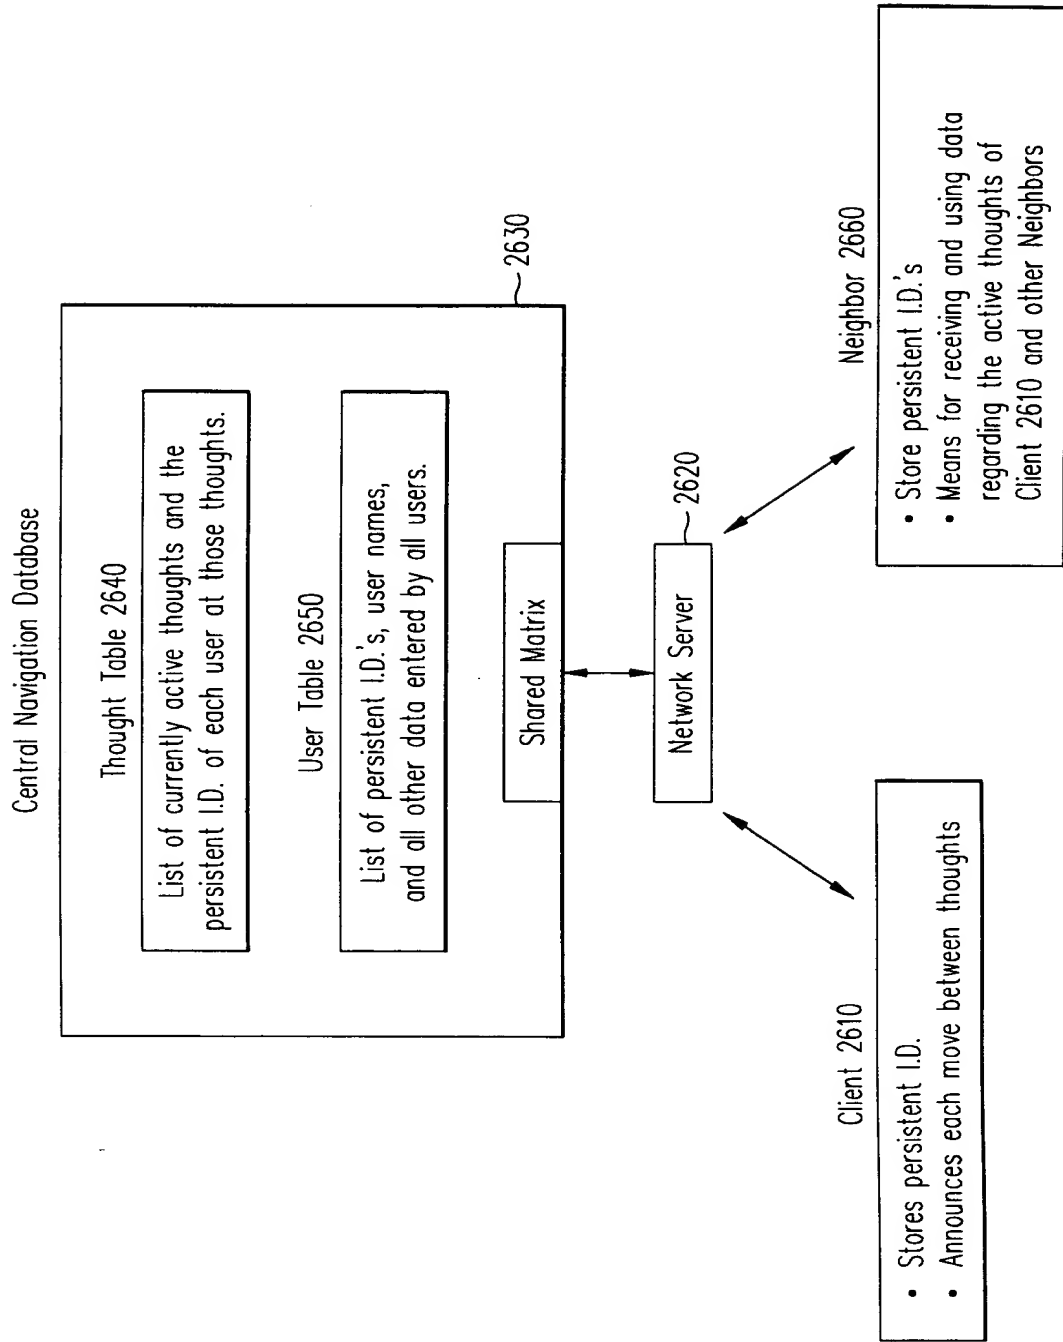 Central Navigation Database
Thought Table 2640
List of currently active thoughts and the
persistent I.D. of each user at those thoughts.
User Table 2650
List of persistent I.D.'s, user names,
and all other data entered by all users.
2630
Shared Matrix
Network Server
2620
Client 2610
• Stores persistent I.D.
• Announces each move between thoughts
Neighbor 2660
• Store persistent I.D.'s
• Means for receiving and using data
regarding the active thoughts of
Client 2610 and other Neighbors